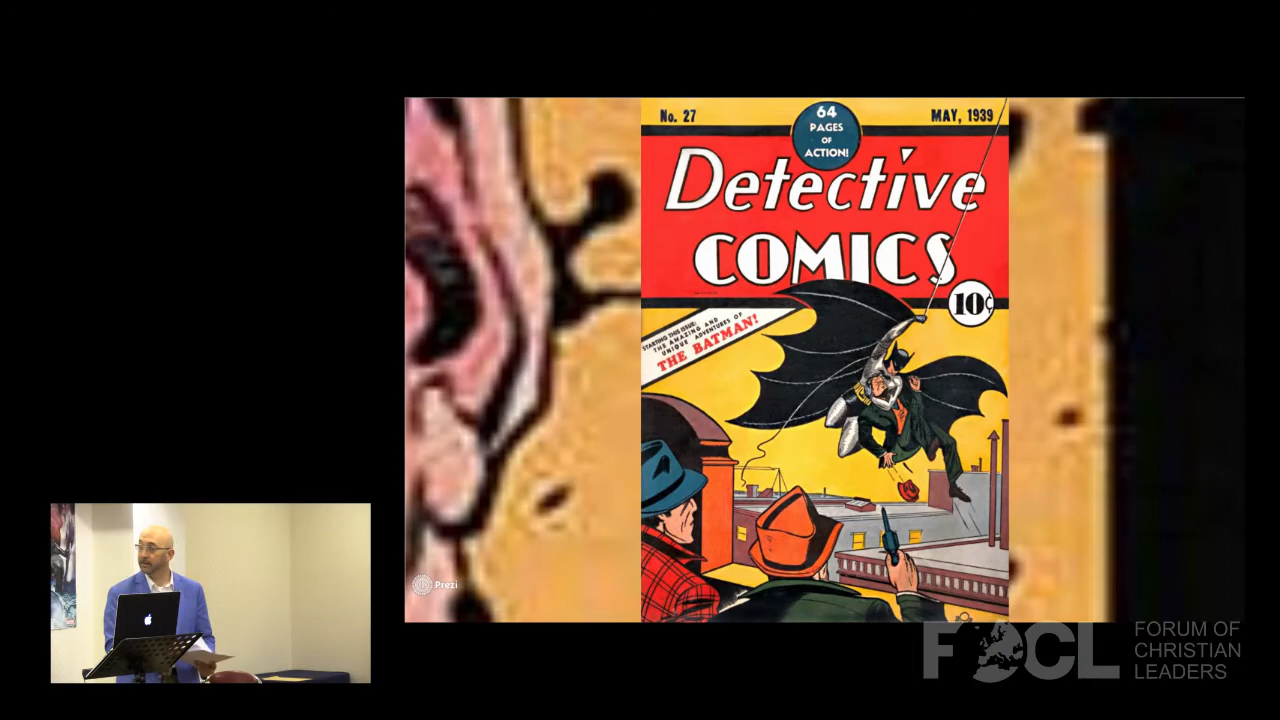 No. 27
64
PAGES
OF
ACTION!
MAY, 1939
Detective
COMICS
10¢
STARTING THIS ISSUE:
THE AMAZING AND
UNIQUE ADVENTURES OF
THE BATMAN!
Prezi
FOCL
FORUM OF
CHRISTIAN
LEADERS